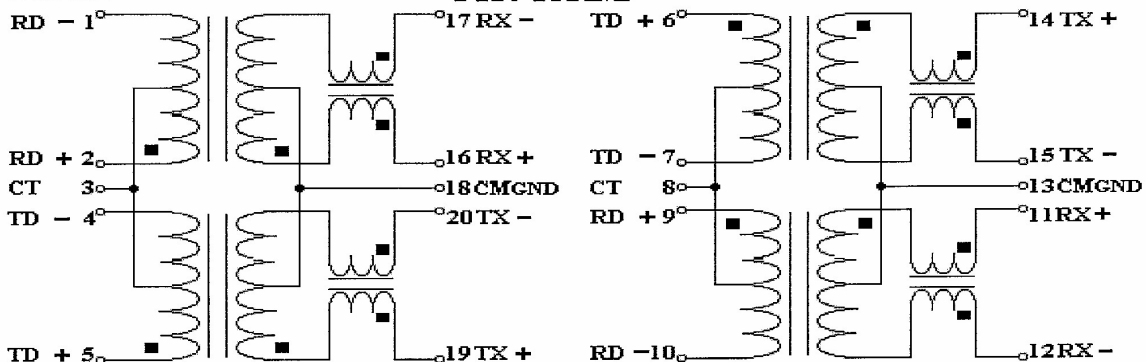 RD - 1 17 RX - TD + 6 14 TX +
RD + 2 16 RX + TD - 7 15 TX -
CT 3 18 CMGND CT 8 13 CMGND
TD - 4 20 TX - RD + 9 11 RX +
TD + 5 19 TX + RD - 10 12 RX -